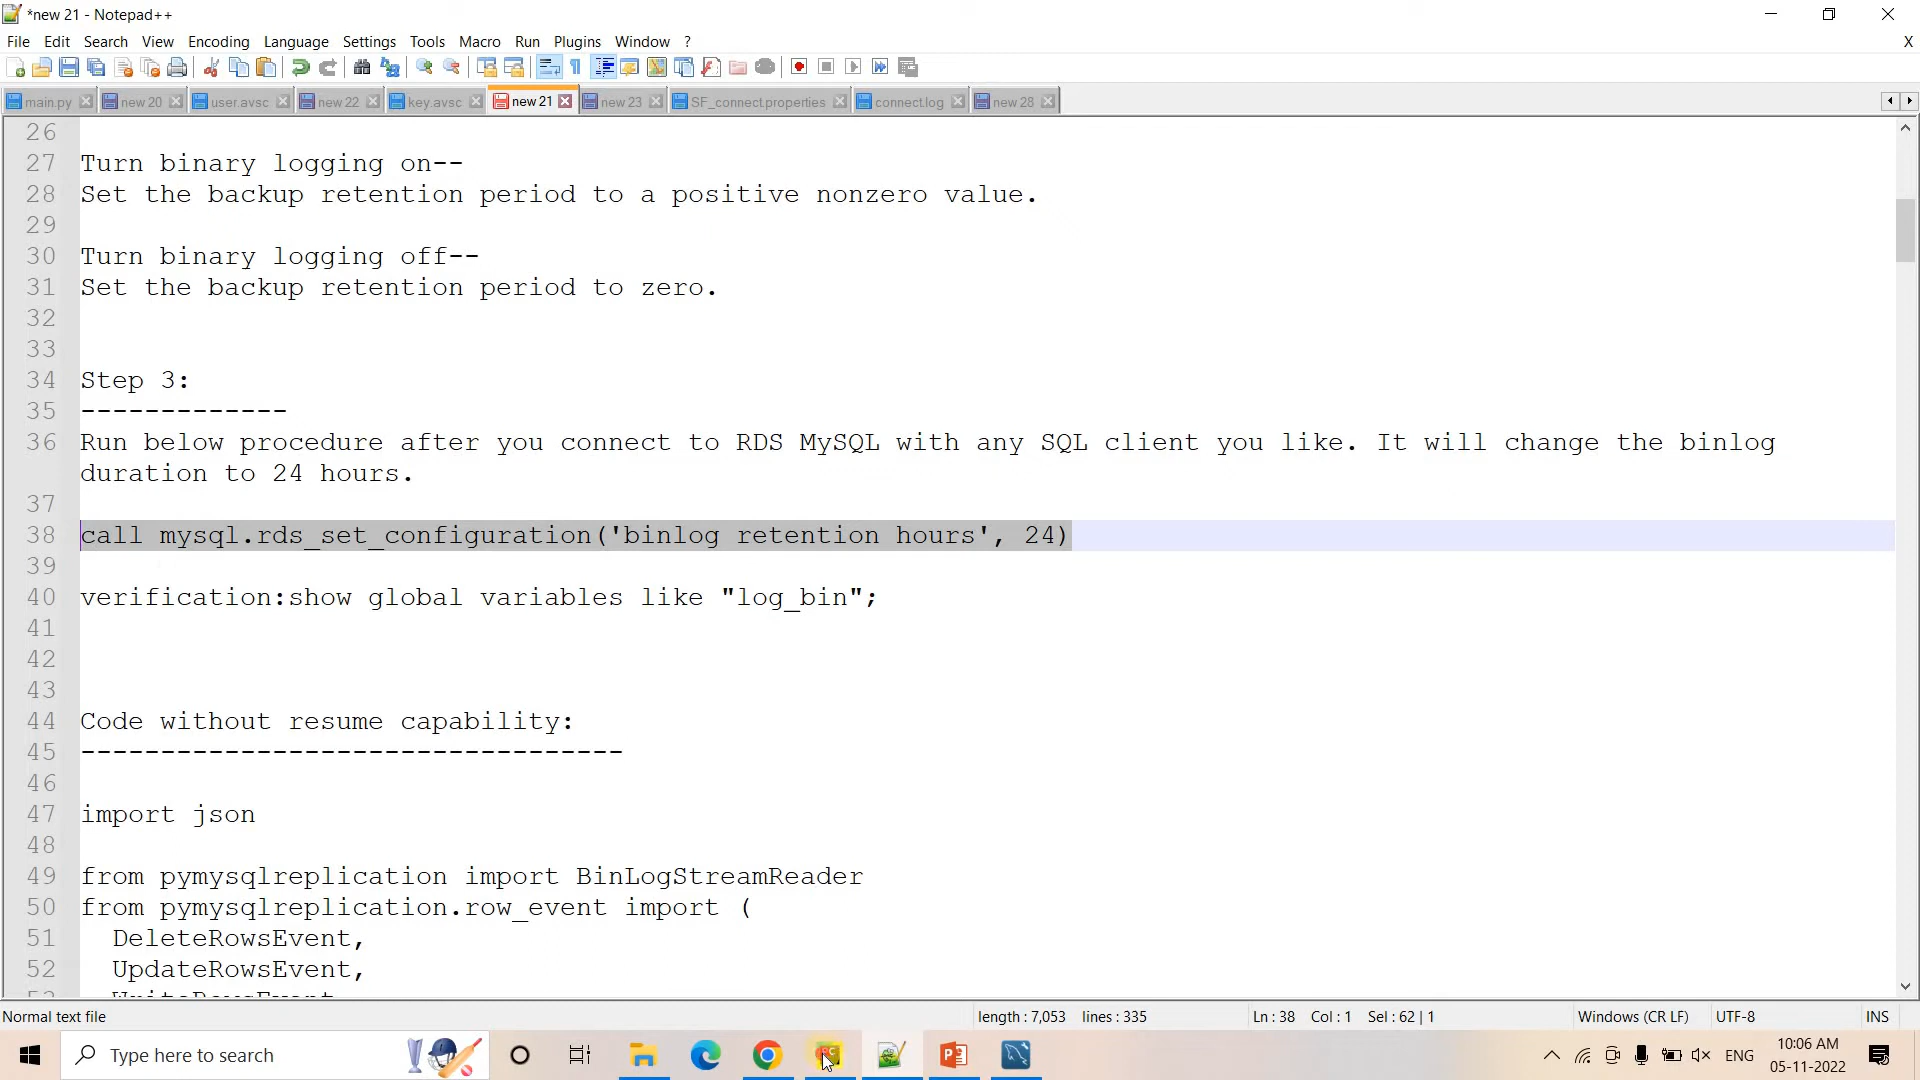 *new 21 - Notepad++
File Edit Search View Encoding Language Settings Tools Macro Run Plugins Window ? X
main.py new 20 user.avsc new 22 key.avsc new 21 new 23 SF_connect.properties connect.log new 28
26
27 Turn binary logging on--
28 Set the backup retention period to a positive nonzero value.
29
30 Turn binary logging off--
31 Set the backup retention period to zero.
32
33
34 Step 3:
35 -------------
36 Run below procedure after you connect to RDS MySQL with any SQL client you like. It will change the binlog
duration to 24 hours.
37
38 call mysql.rds_set_configuration('binlog retention hours', 24)
39
40 verification:show global variables like "log_bin";
41
42
43
44 Code without resume capability:
45 ----------------------------------
46
47 import json
48
49 from pymysqlreplication import BinLogStreamReader
50 from pymysqlreplication.row_event import (
51 DeleteRowsEvent,
52 UpdateRowsEvent,
53 WriteRowsEvent
Normal text file length : 7,053 lines : 335 Ln : 38 Col : 1 Sel : 62 | 1 Windows (CR LF) UTF-8 INS
Type here to search ENG 10:06 AM
05-11-2022